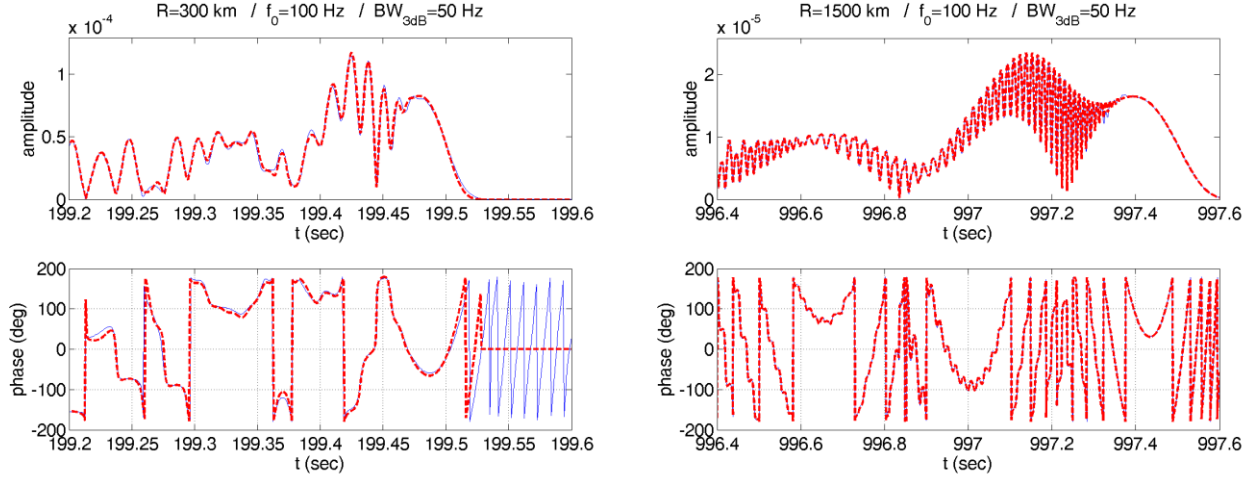 R=300 km / f0=100 Hz / BW3dB=50 Hz
x 10-4
1
0.5
0
amplitude
199.2 199.25 199.3 199.35 199.4 199.45 199.5 199.55 199.6
t (sec)
200
100
0
-100
-200
phase (deg)
199.2 199.25 199.3 199.35 199.4 199.45 199.5 199.55 199.6
t (sec)
R=1500 km / f0=100 Hz / BW3dB=50 Hz
x 10-5
2
1
0
amplitude
996.4 996.6 996.8 997 997.2 997.4 997.6
t (sec)
200
100
0
-100
-200
phase (deg)
996.4 996.6 996.8 997 997.2 997.4 997.6
t (sec)